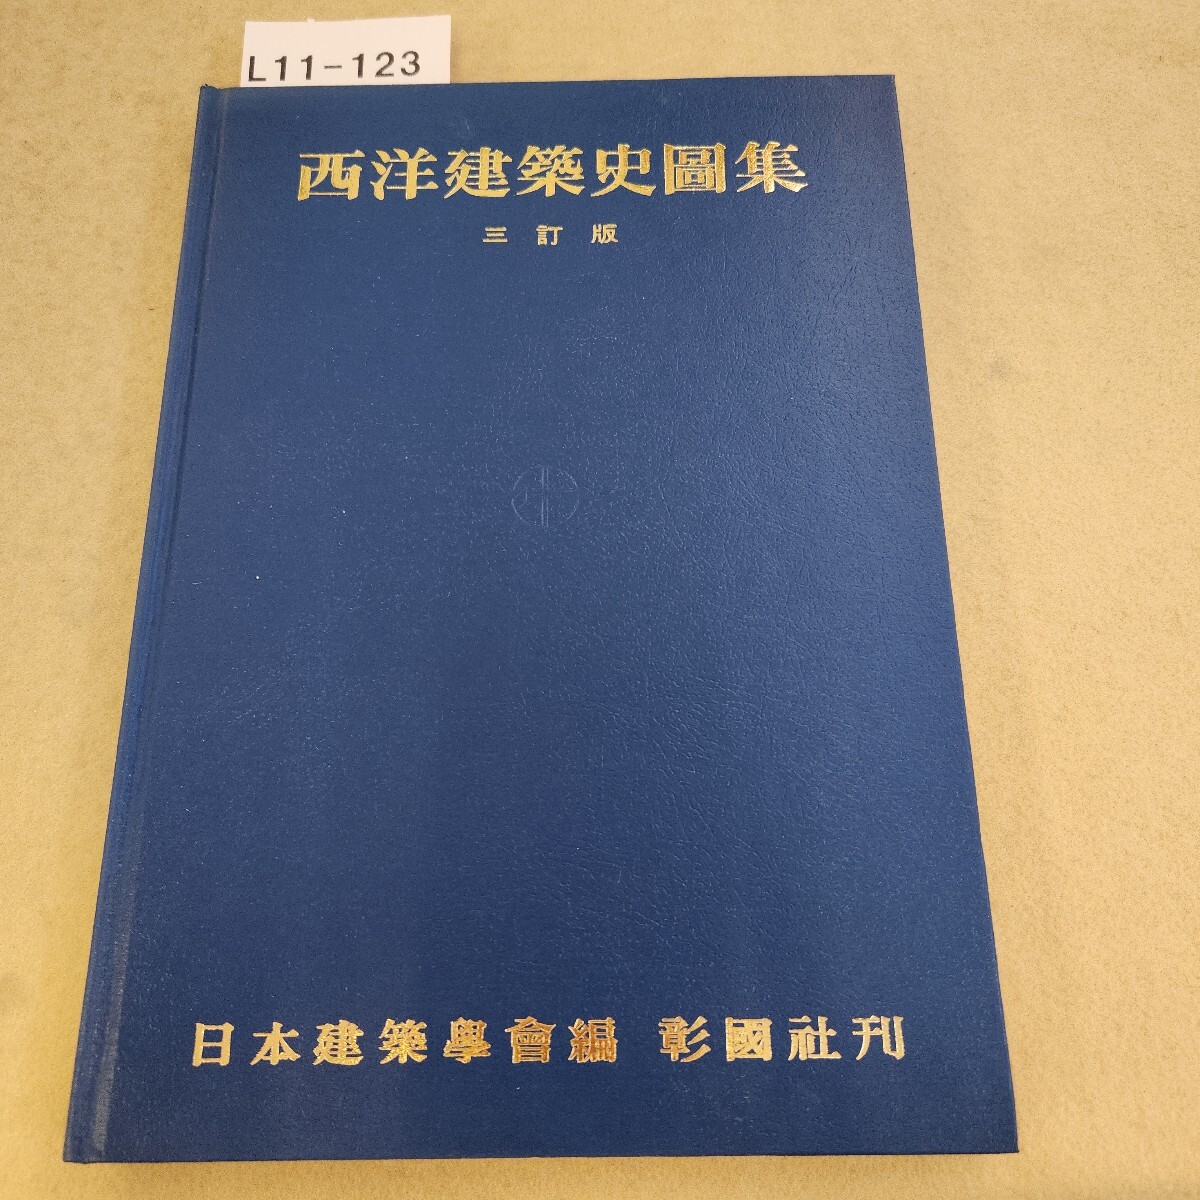 L11-123
西洋建築史圖集
三訂版
日本建築學會編 彰國社刊